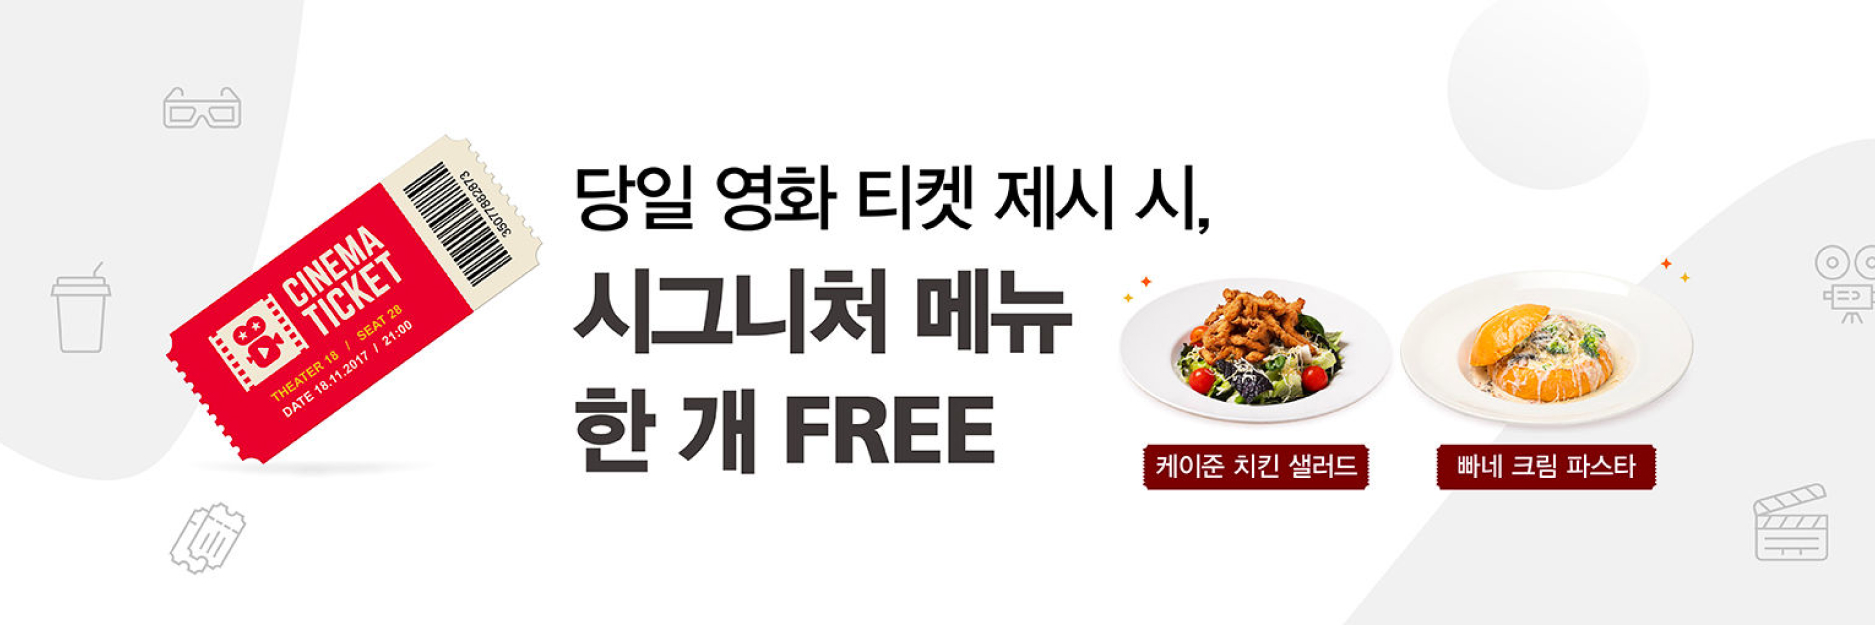 당일 영화 티켓 제시 시,
시그니처 메뉴
한 개 FREE
CINEMA
TICKET
THEATER 18 / SEAT 28
DATE 18.11.2017 / 21:00
35077882873
케이준 치킨 샐러드
빠네 크림 파스타